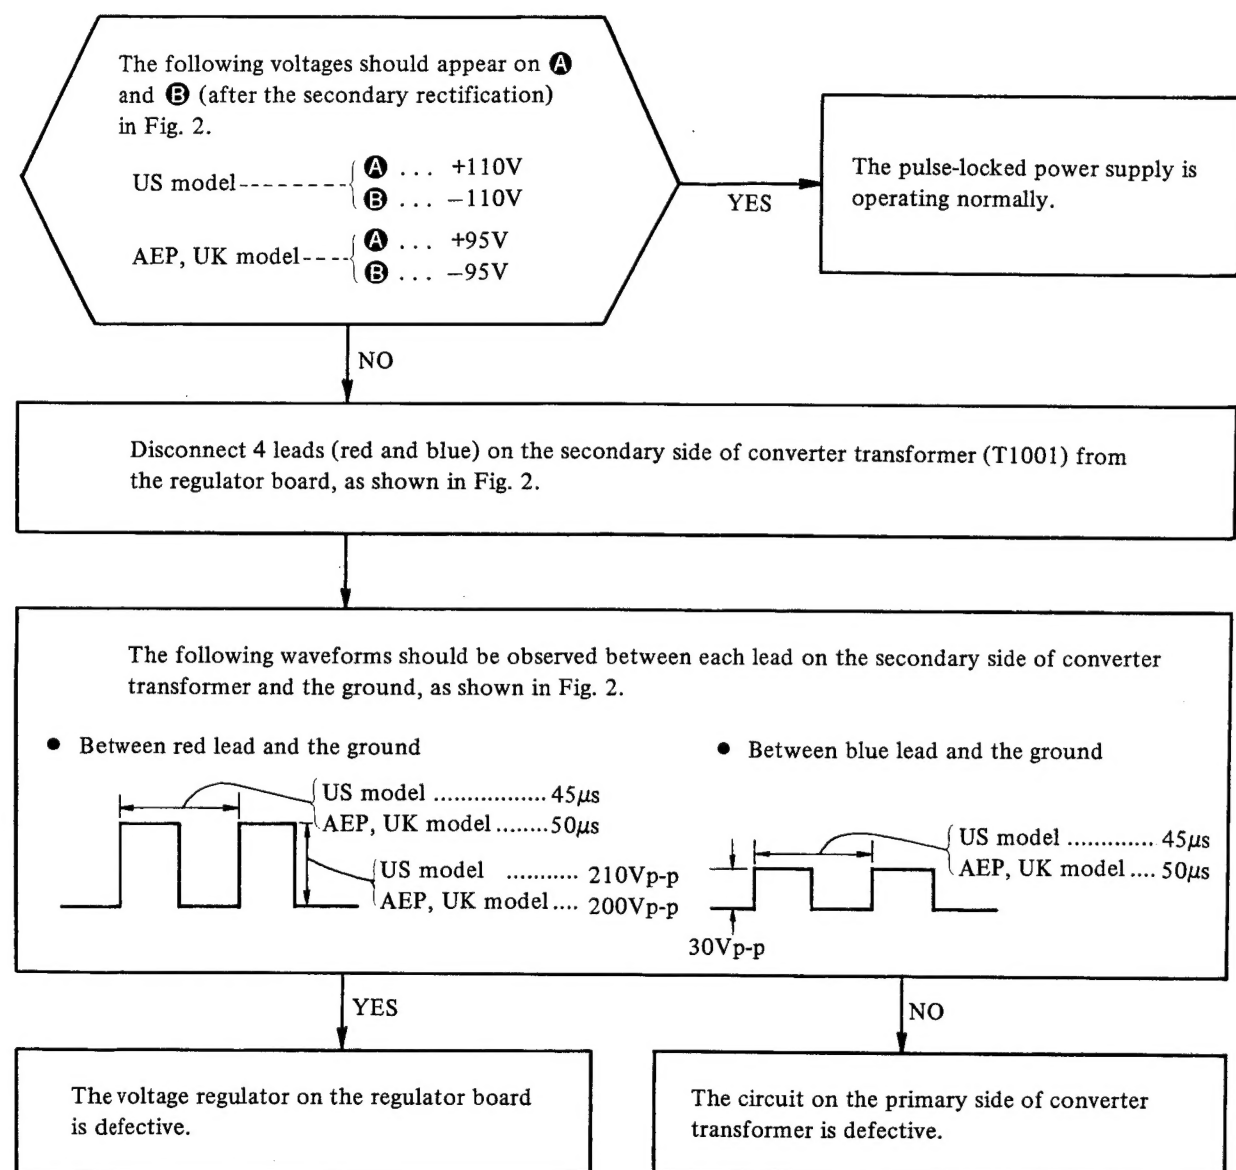 The following voltages should appear on Ⓐ
and Ⓑ (after the secondary rectification)
in Fig. 2.
US model --------- Ⓐ ... +110V
Ⓑ ... −110V
AEP, UK model ---- Ⓐ ... +95V
Ⓑ ... −95V
YES
The pulse-locked power supply is
operating normally.
NO
Disconnect 4 leads (red and blue) on the secondary side of converter transformer (T1001) from
the regulator board, as shown in Fig. 2.
The following waveforms should be observed between each lead on the secondary side of converter
transformer and the ground, as shown in Fig. 2.
• Between red lead and the ground
US model ................. 45μs
AEP, UK model ........ 50μs
US model ........... 210Vp-p
AEP, UK model .... 200Vp-p
• Between blue lead and the ground
US model ............. 45μs
AEP, UK model .... 50μs
30Vp-p
YES
NO
The voltage regulator on the regulator board
is defective.
The circuit on the primary side of converter
transformer is defective.